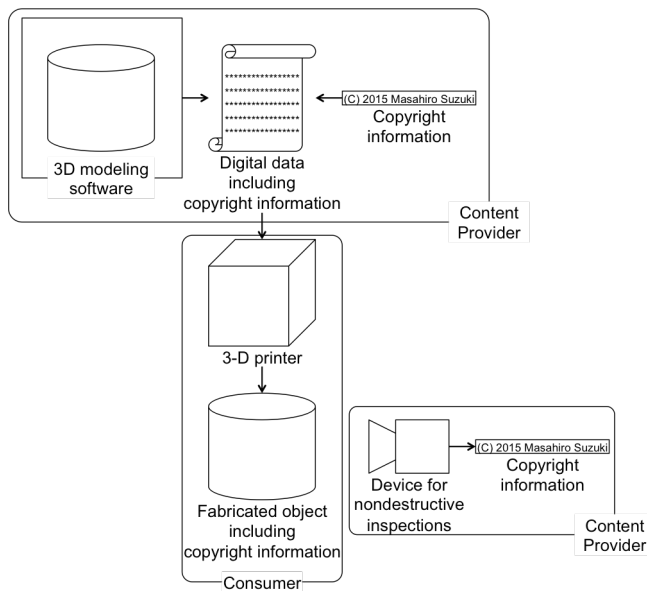 ****************
****************
****************
****************
****************
(C) 2015 Masahiro Suzuki
Copyright
information
3D modeling
software
Digital data
including
copyright information
Content
Provider
3-D printer
Fabricated object
including
copyright information
Consumer
(C) 2015 Masahiro Suzuki
Copyright
information
Device for
nondestructive
inspections
Content
Provider